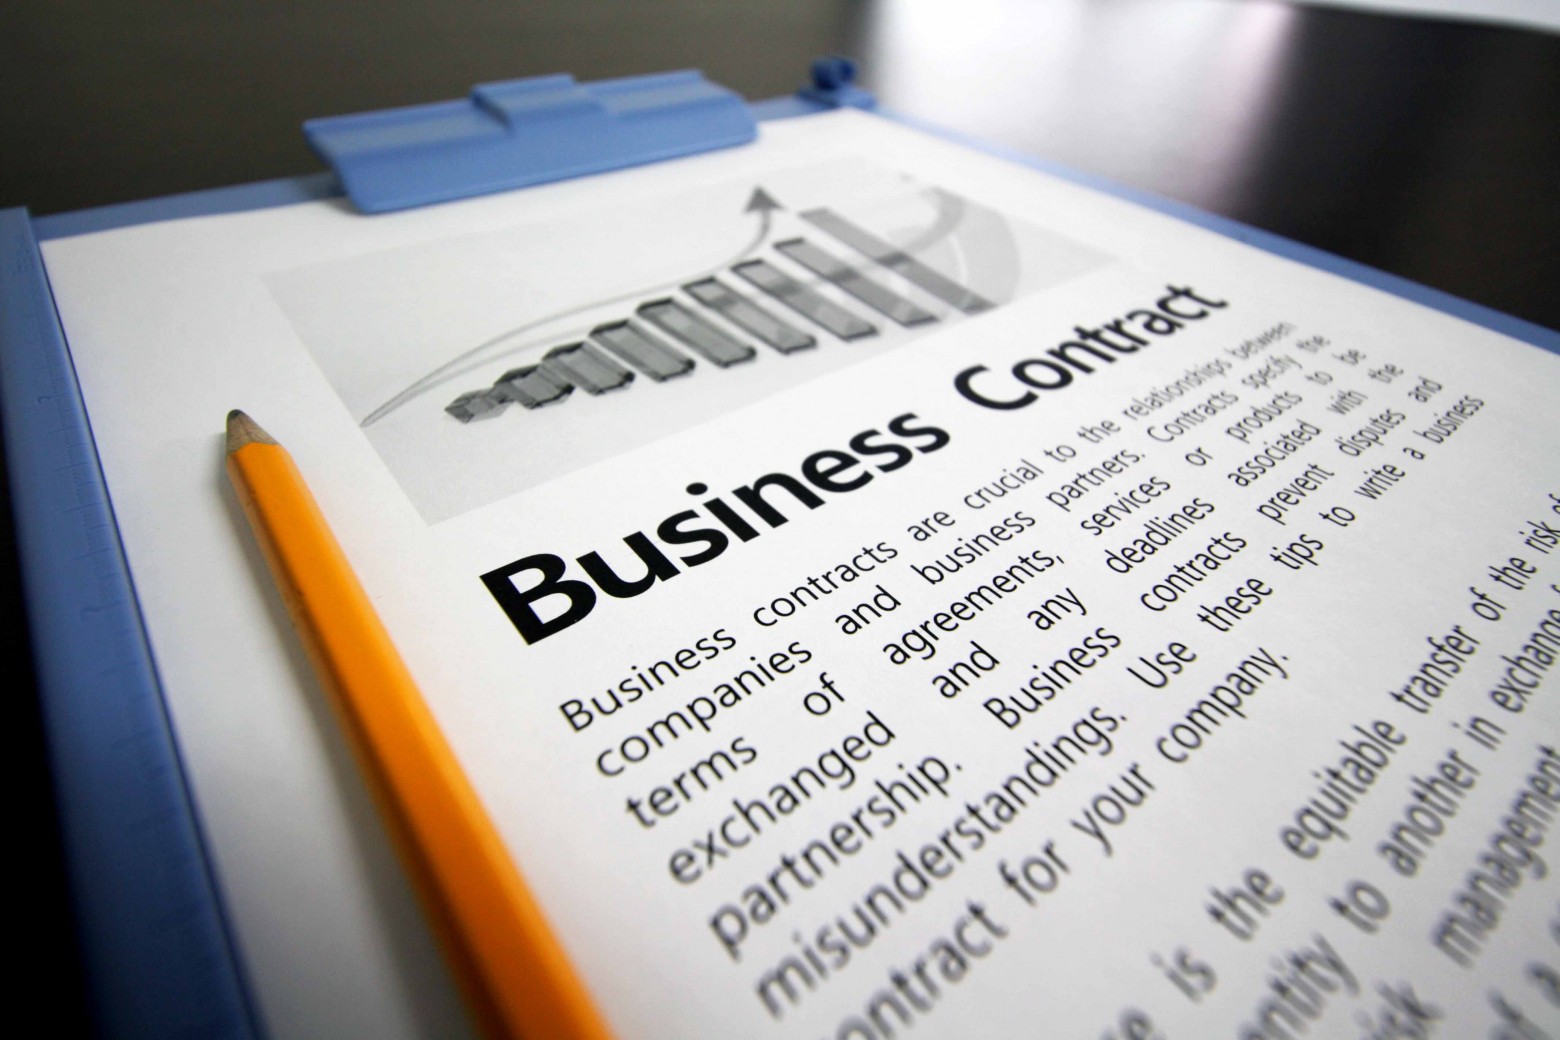 Business Contract
Business contracts are crucial to the relationships between
companies and business partners. Contracts specify the
terms of agreements, services or products to be
exchanged and any deadlines associated with the
partnership. Business contracts prevent disputes and
misunderstandings. Use these tips to write a business
contract for your company.
is the equitable transfer of the risk of
to another in exchange
management